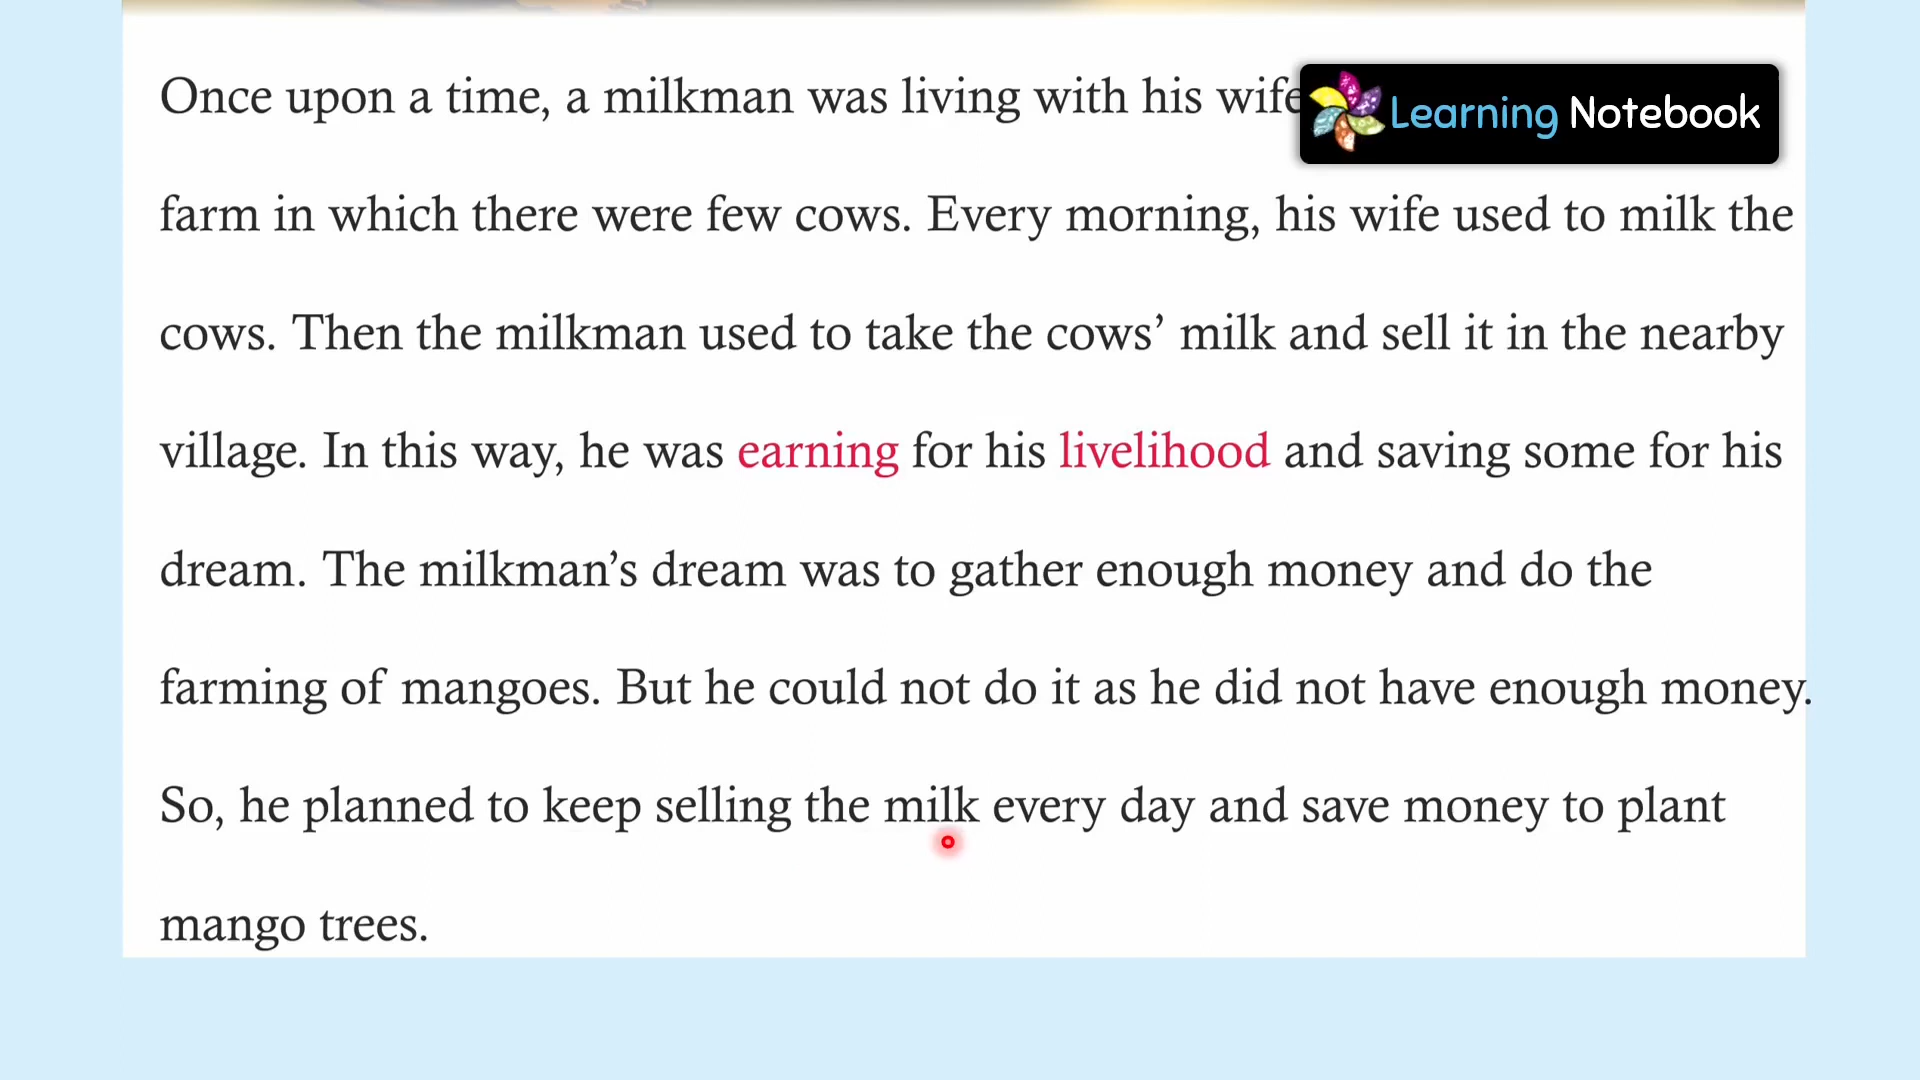 Once upon a time, a milkman was living with his wife
Learning Notebook
farm in which there were few cows. Every morning, his wife used to milk the
cows. Then the milkman used to take the cows’ milk and sell it in the nearby
village. In this way, he was earning for his livelihood and saving some for his
dream. The milkman’s dream was to gather enough money and do the
farming of mangoes. But he could not do it as he did not have enough money.
So, he planned to keep selling the milk every day and save money to plant
mango trees.